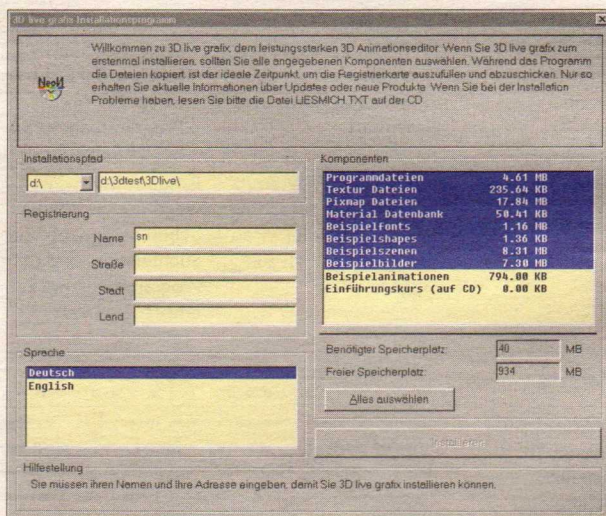 3D live grafix Installationsprogramm
Willkommen zu 3D live grafix, dem leistungsstarken 3D Animationseditor. Wenn Sie 3D live grafix zum
erstenmal installieren, sollten Sie alle angegebenen Komponenten auswählen. Während das Programm
die Dateien kopiert, ist der ideale Zeitpunkt, um die Registrierkarte auszufüllen und abzuschicken. Nur so
erhalten Sie aktuelle Informationen über Updates oder neue Produkte. Wenn Sie bei der Installation
Probleme haben, lesen Sie bitte die Datei LIESMICH.TXT auf der CD.
Installationspfad
d:\
d:\3dtest\3Dlive\
Registrierung
Name
sn
Straße
Stadt
Land
Sprache
Deutsch
English
Komponenten
Programmdateien 4.61 MB
Textur Dateien 235.64 KB
Pixmap Dateien 17.84 MB
Material Datenbank 50.41 KB
Beispielfonts 1.16 MB
Beispielshapes 1.36 KB
Beispielszenen 8.31 MB
Beispielbilder 7.30 MB
Beispielanimationen 794.00 KB
Einführungskurs (auf CD) 0.00 KB
Benötigter Speicherplatz: 40 MB
Freier Speicherplatz: 934 MB
Alles auswählen
Installieren
Hilfestellung
Sie müssen ihren Namen und Ihre Adresse eingeben, damit Sie 3D live grafix installieren können.